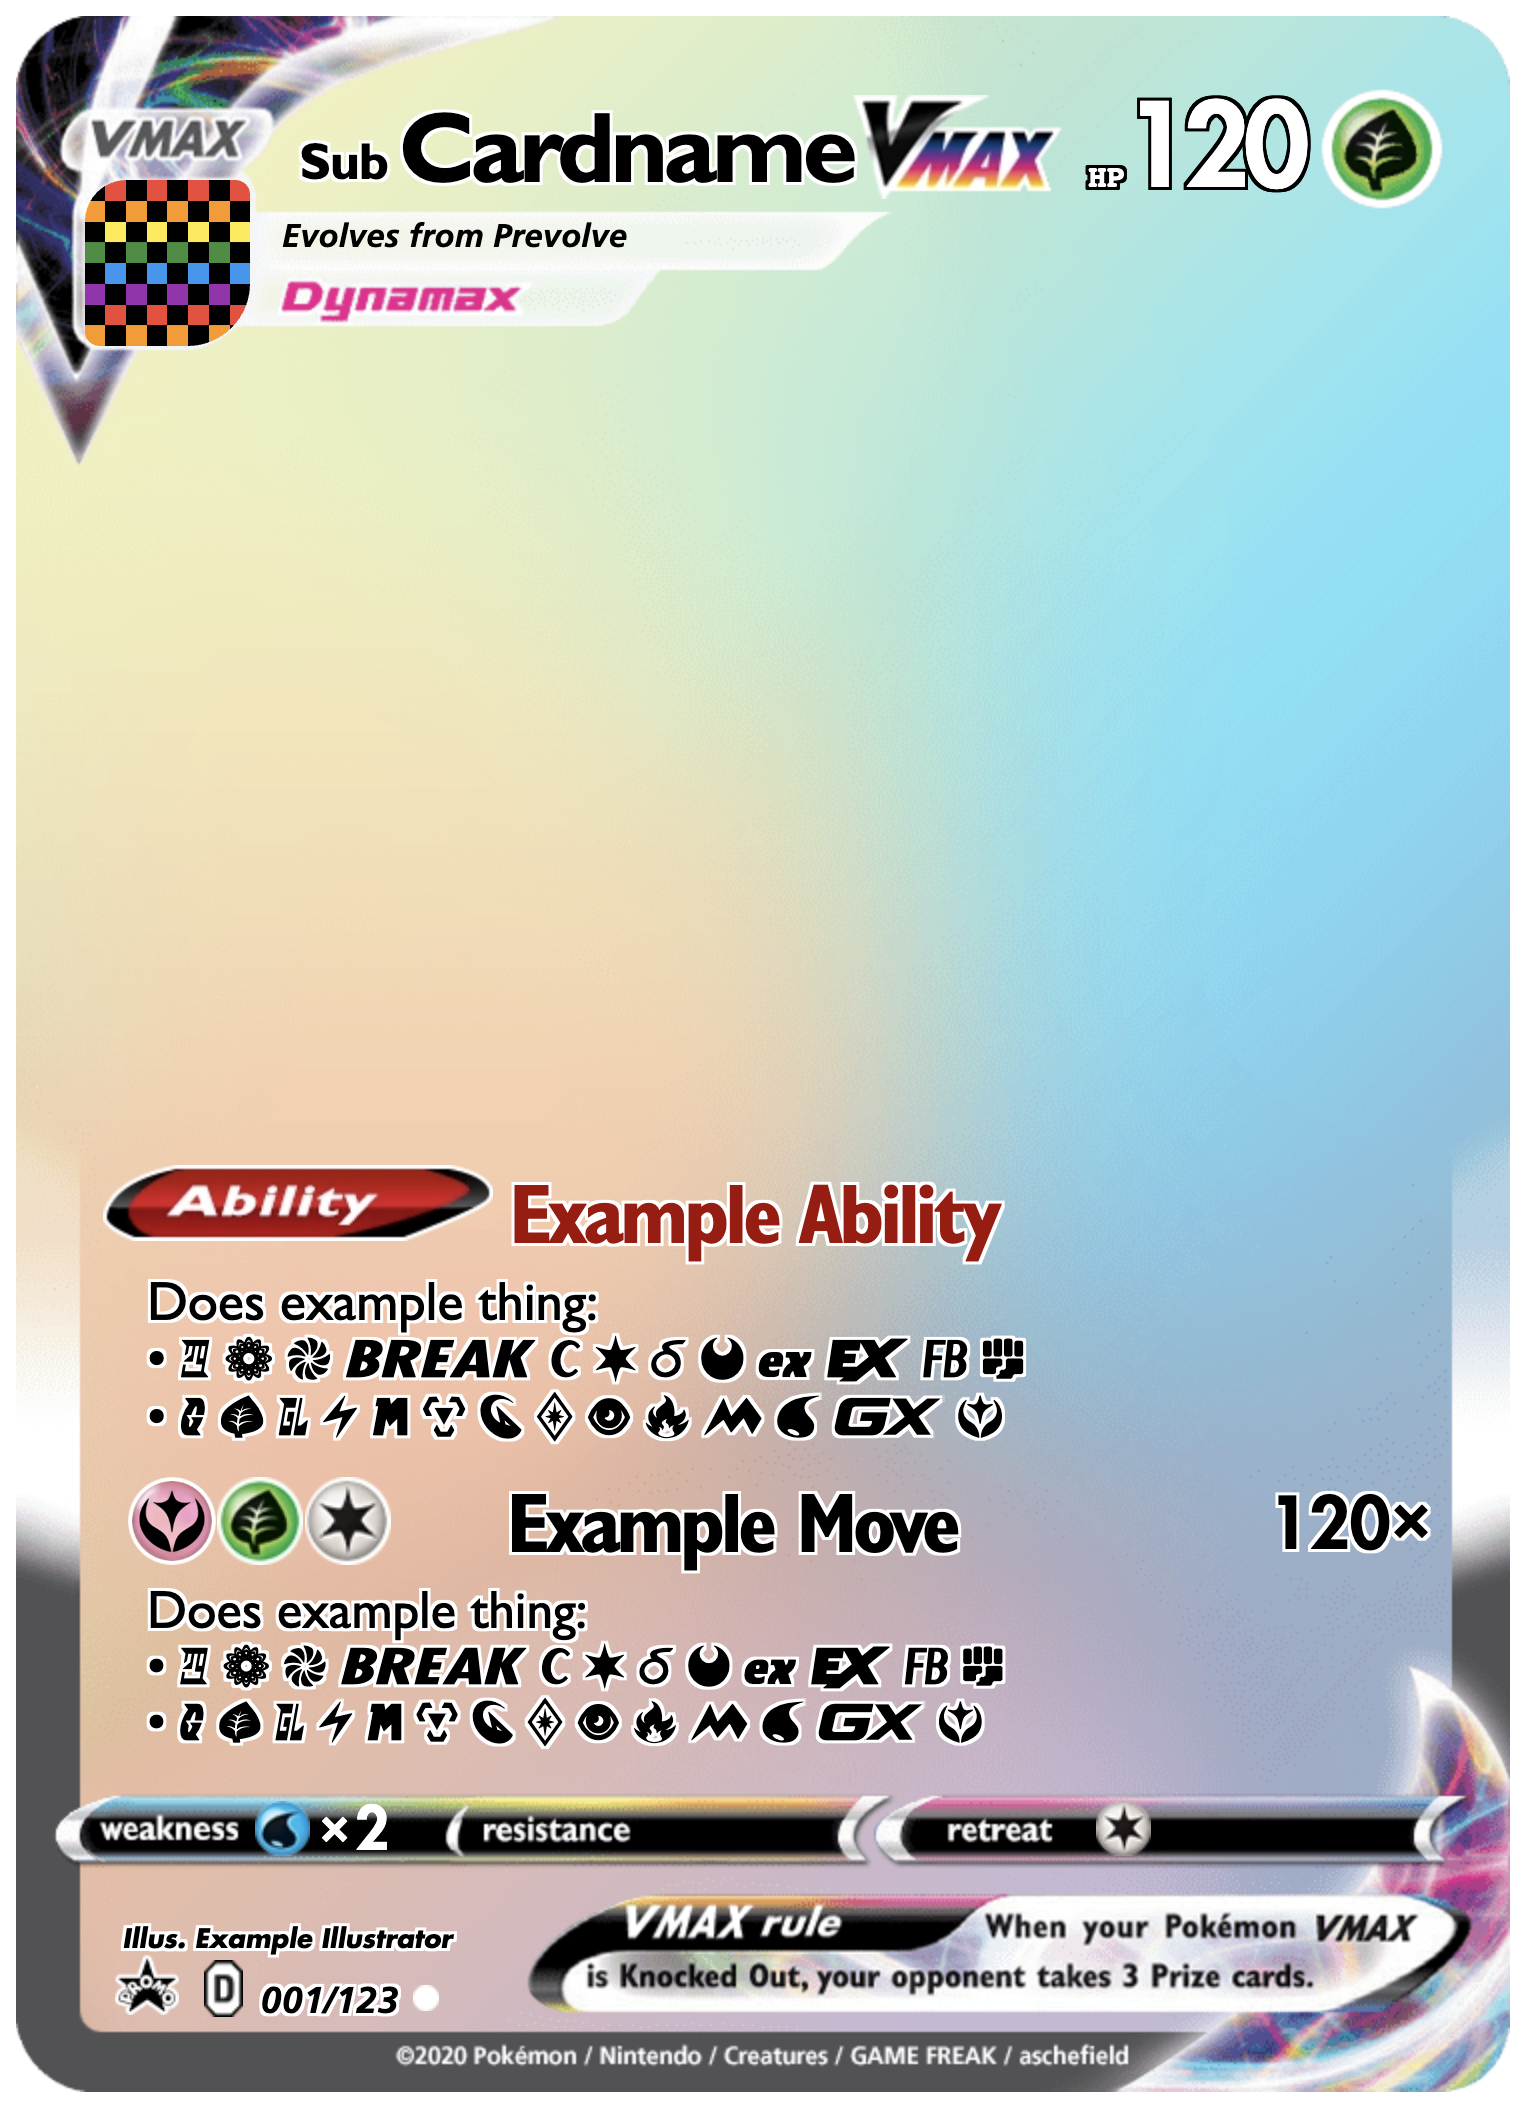 VMAX
Sub Cardname VMAX HP 120
Evolves from Prevolve
Dynamax
Ability Example Ability
Does example thing:
• BREAK C δ ex EX FB
• G GL M GX
Example Move 120×
Does example thing:
• BREAK C δ ex EX FB
• G GL M GX
weakness ×2 resistance retreat
VMAX rule When your Pokémon VMAX
is Knocked Out, your opponent takes 3 Prize cards.
Illus. Example Illustrator
PROMO D 001/123
©2020 Pokémon / Nintendo / Creatures / GAME FREAK / aschefield